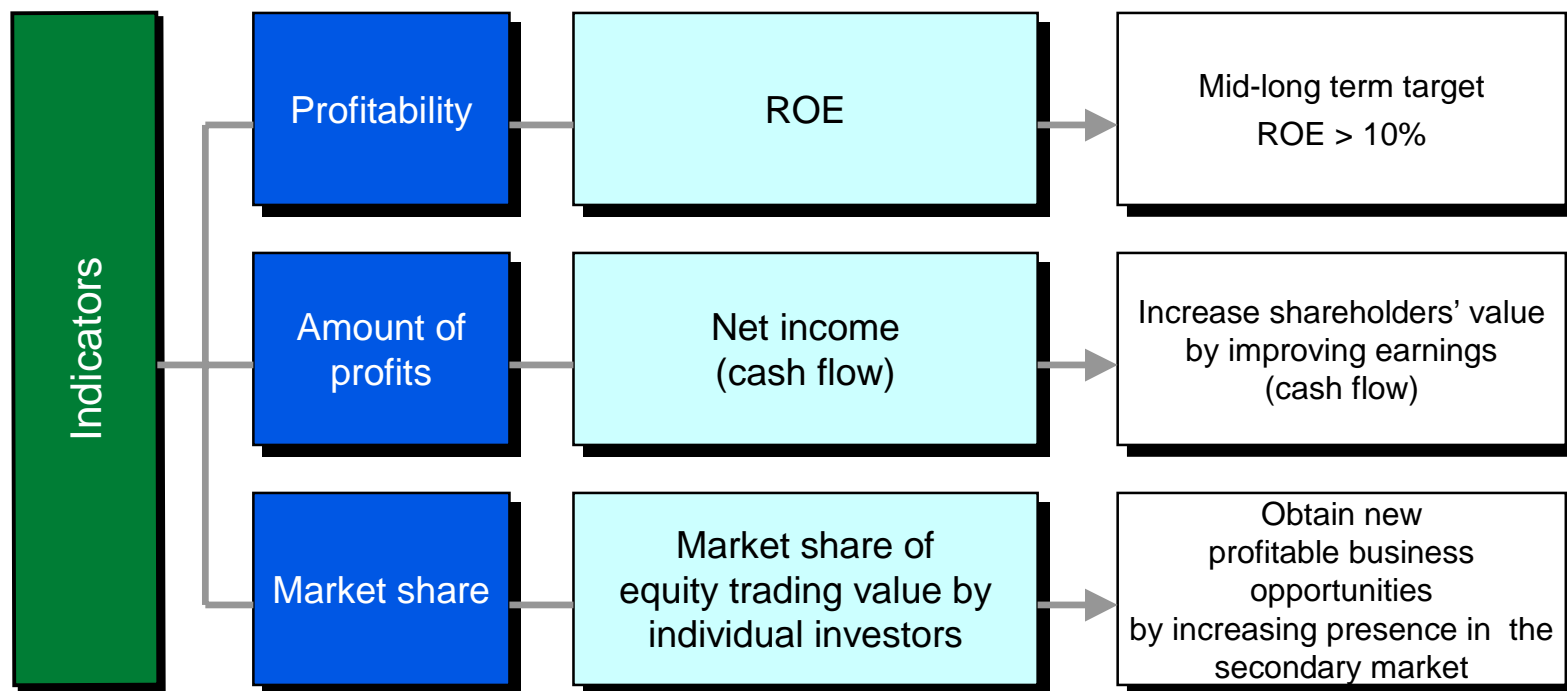 Indicators
Profitability
ROE
Mid-long term target
ROE > 10%
Amount of
profits
Net income
(cash flow)
Increase shareholders’ value
by improving earnings
(cash flow)
Market share
Market share of
equity trading value by
individual investors
Obtain new
profitable business
opportunities
by increasing presence in the
secondary market